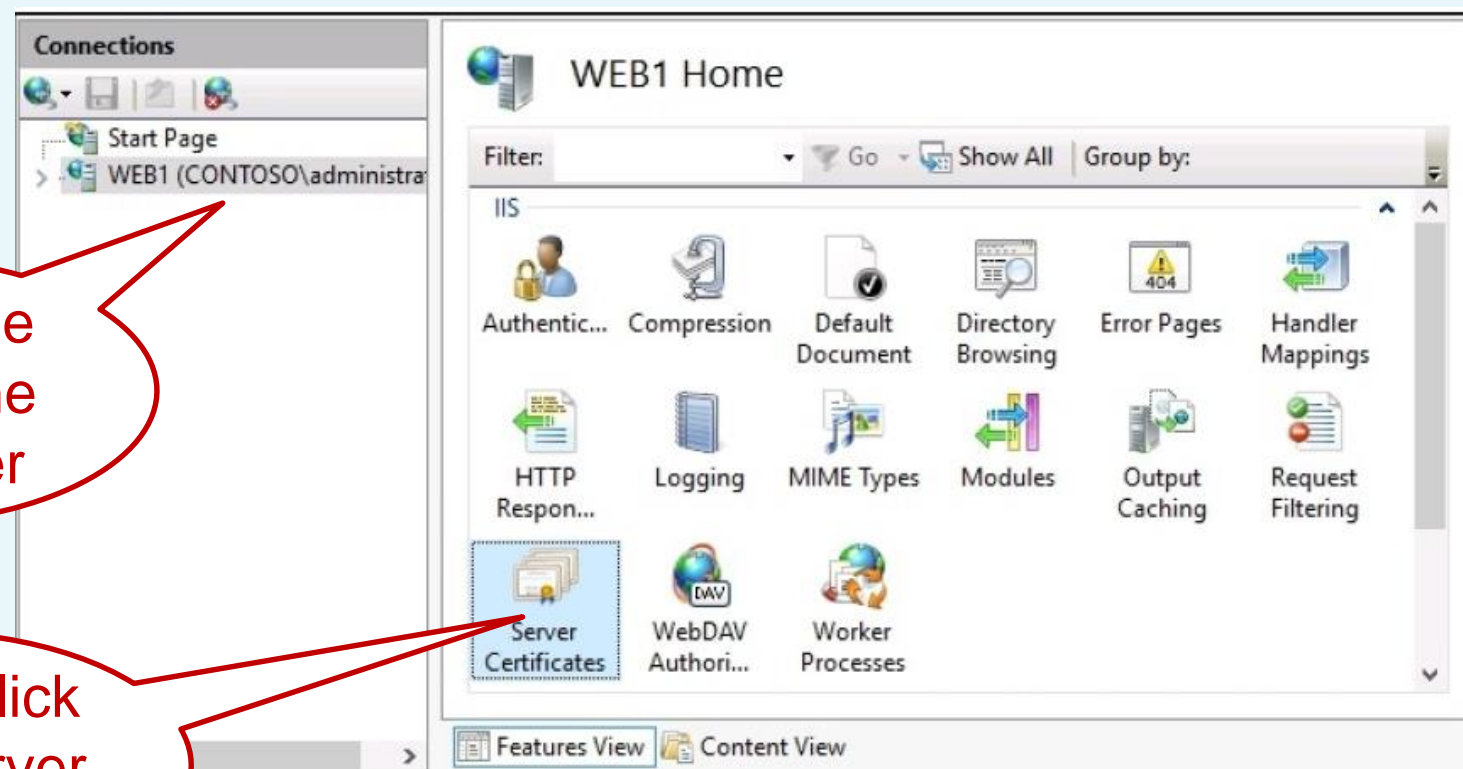 Connections
Start Page
WEB1 (CONTOSO\administra
WEB1 Home
Filter:
Go
Show All
Group by:
IIS
Authentic...
Compression
Default
Document
Directory
Browsing
404
Error Pages
Handler
Mappings
HTTP
Respon...
Logging
MIME Types
Modules
Output
Caching
Request
Filtering
Server
Certificates
DAV
WebDAV
Authori...
Worker
Processes
Features View
Content View